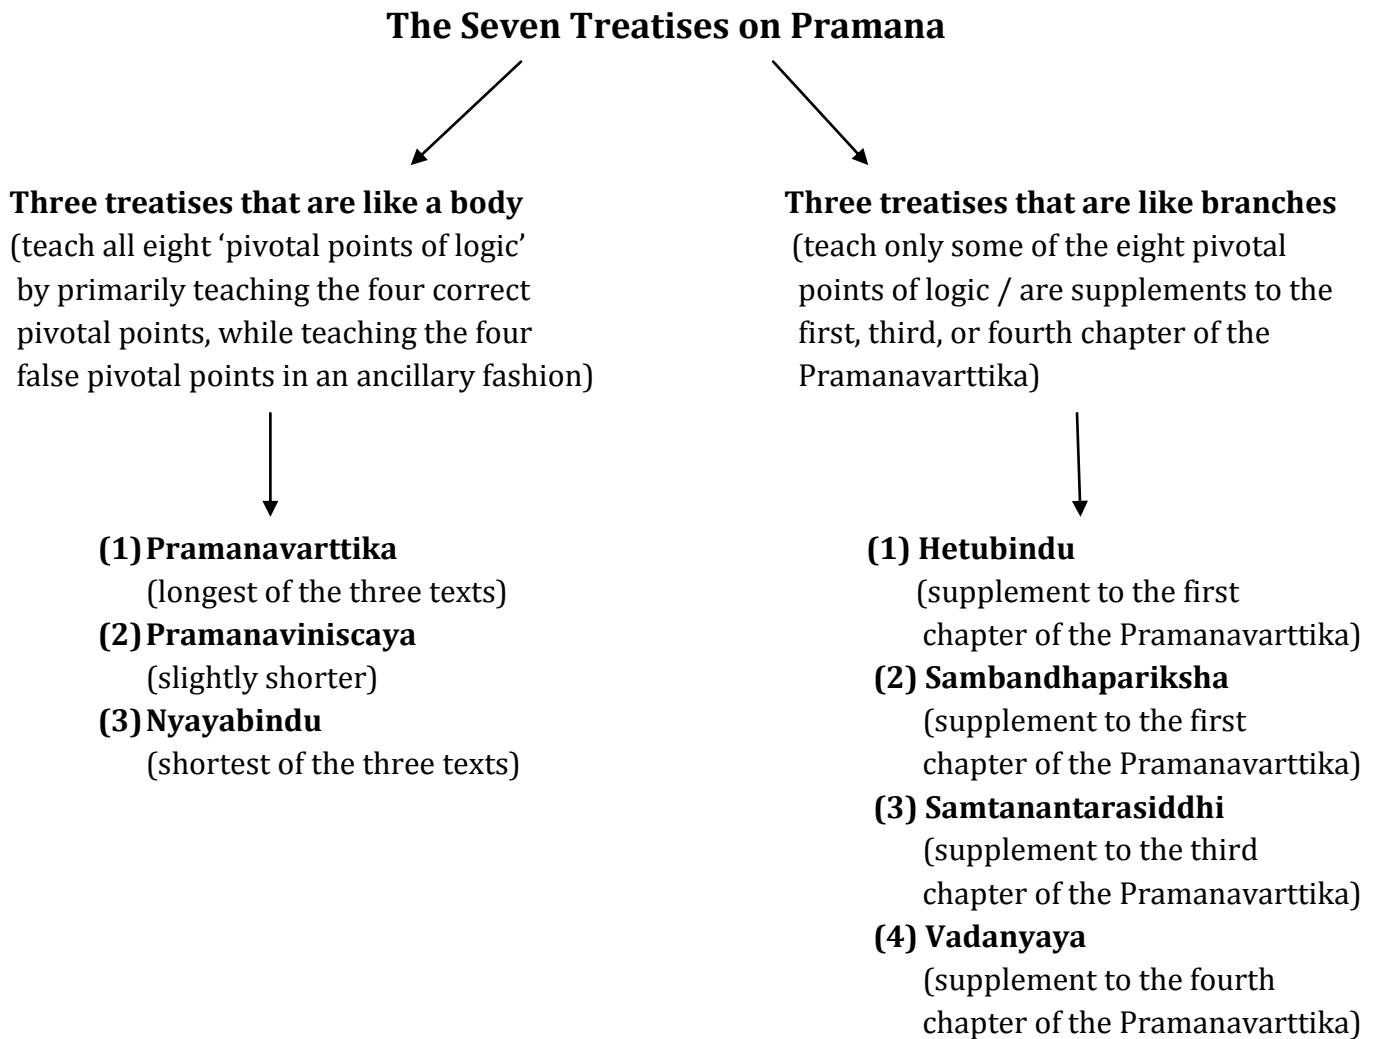 The Seven Treatises on Pramana
Three treatises that are like a body
(teach all eight ‘pivotal points of logic’
by primarily teaching the four correct
pivotal points, while teaching the four
false pivotal points in an ancillary fashion)
(1) Pramanavarttika
(longest of the three texts)
(2) Pramanaviniscaya
(slightly shorter)
(3) Nyayabindu
(shortest of the three texts)
Three treatises that are like branches
(teach only some of the eight pivotal
points of logic / are supplements to the
first, third, or fourth chapter of the
Pramanavarttika)
(1) Hetubindu
(supplement to the first
chapter of the Pramanavarttika)
(2) Sambandhapariksha
(supplement to the first
chapter of the Pramanavarttika)
(3) Samtanantarasiddhi
(supplement to the third
chapter of the Pramanavarttika)
(4) Vadanyaya
(supplement to the fourth
chapter of the Pramanavarttika)